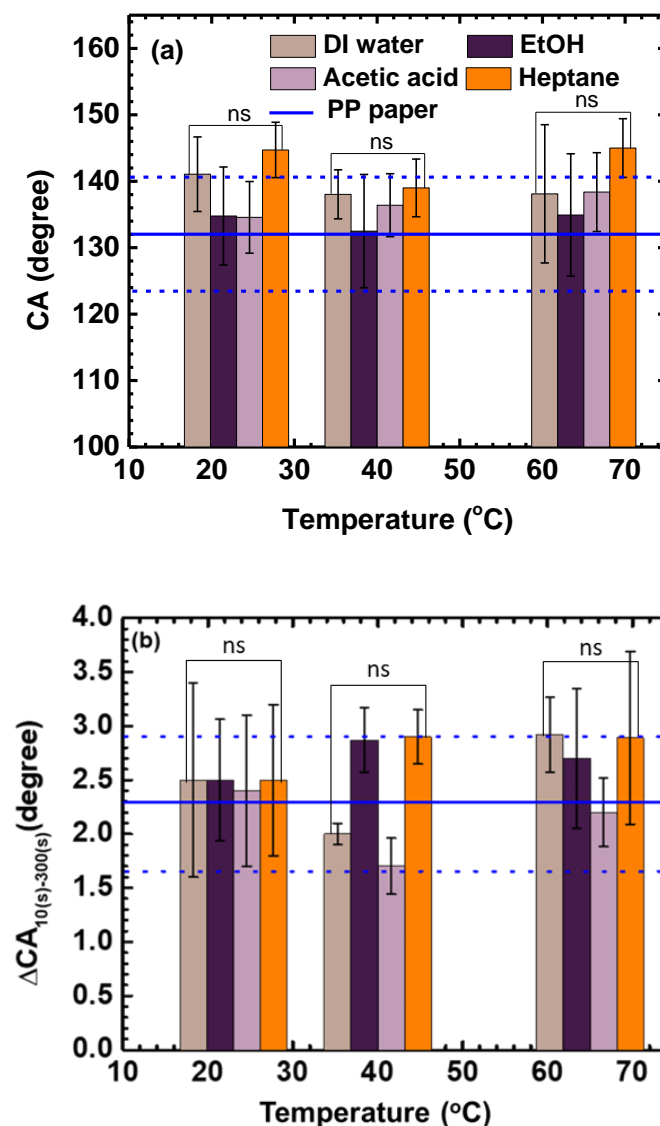 (a)
DI water EtOH
Acetic acid Heptane
PP paper
ns ns ns
CA (degree)
160
150
140
130
120
110
100
10 20 30 40 50 60 70
Temperature (°C)
(b)
ns ns ns
ΔCA10(s)-300(s)(degree)
4.0
3.5
3.0
2.5
2.0
1.5
1.0
0.5
0.0
10 20 30 40 50 60 70
Temperature (°C)